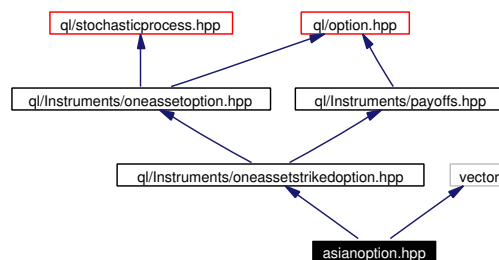 ql/stochasticprocess.hpp
ql/option.hpp
ql/Instruments/oneassetoption.hpp
ql/Instruments/payoffs.hpp
ql/Instruments/oneassetstrikedoption.hpp
vector
asianoption.hpp